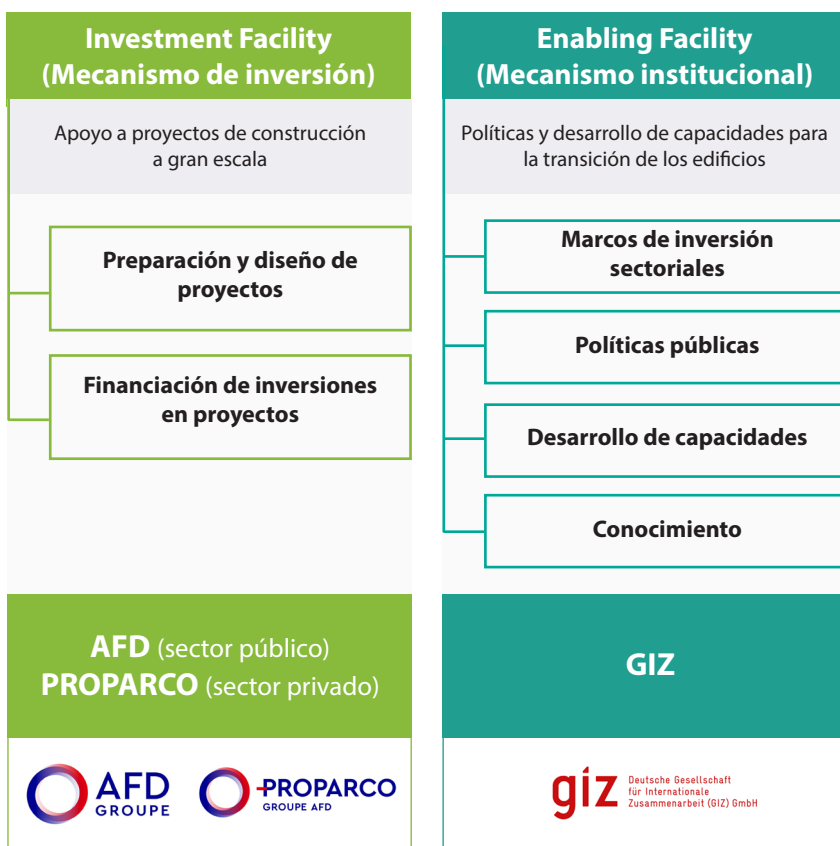 Investment Facility
(Mecanismo de inversión)
Apoyo a proyectos de construcción
a gran escala
Preparación y diseño de
proyectos
Financiación de inversiones
en proyectos
AFD (sector público)
PROPARCO (sector privado)
AFD
GROUPE
PROPARCO
GROUPE AFD
Enabling Facility
(Mecanismo institucional)
Políticas y desarrollo de capacidades para
la transición de los edificios
Marcos de inversión
sectoriales
Políticas públicas
Desarrollo de capacidades
Conocimiento
GIZ
giz
Deutsche Gesellschaft
für Internationale
Zusammenarbeit (GIZ) GmbH